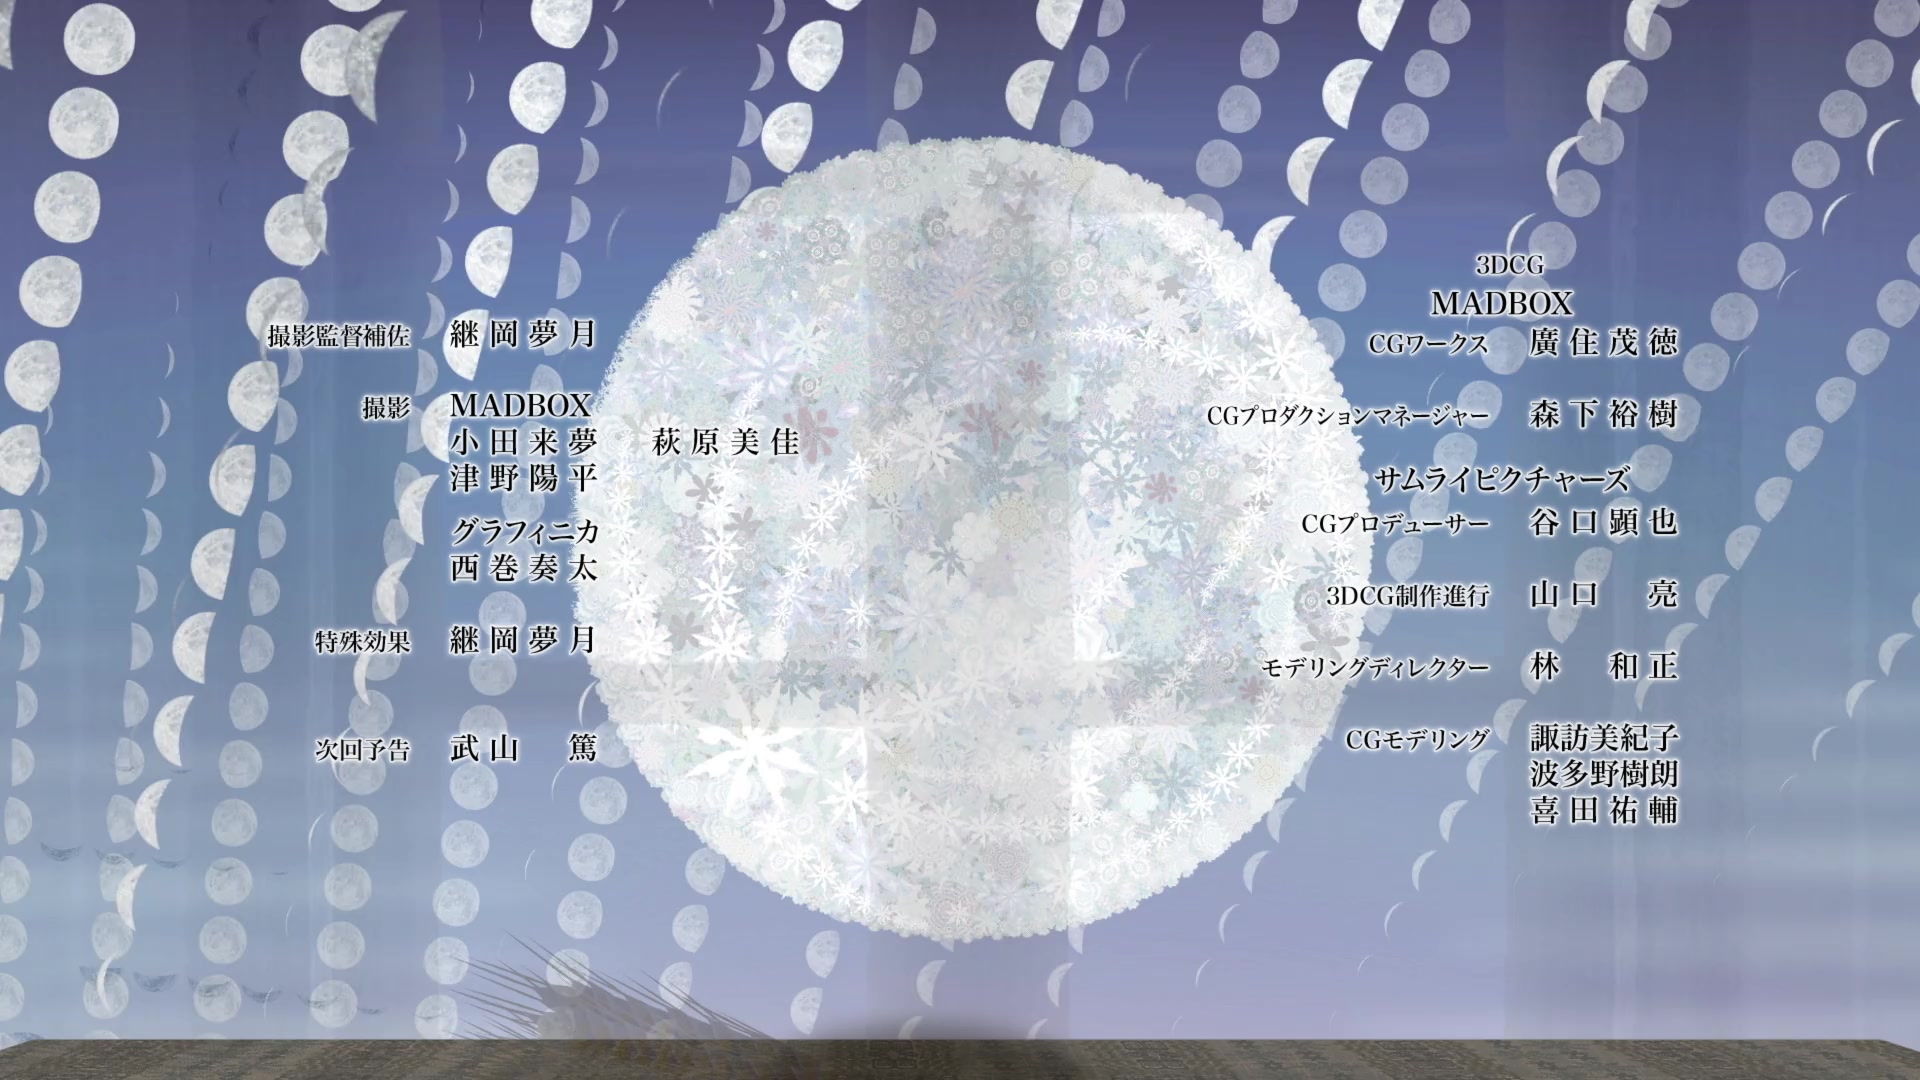 撮影監督補佐 継岡夢月
撮影 MADBOX
小田来夢 萩原美佳
津野陽平
グラフィニカ
西巻奏太
特殊効果 継岡夢月
次回予告 武山 篤
3DCG
MADBOX
CGワークス 廣住茂徳
CGプロダクションマネージャー 森下裕樹
サムライピクチャーズ
CGプロデューサー 谷口顕也
3DCG制作進行 山口 亮
モデリングディレクター 林 和正
CGモデリング 諏訪美紀子
波多野樹朗
喜田祐輔